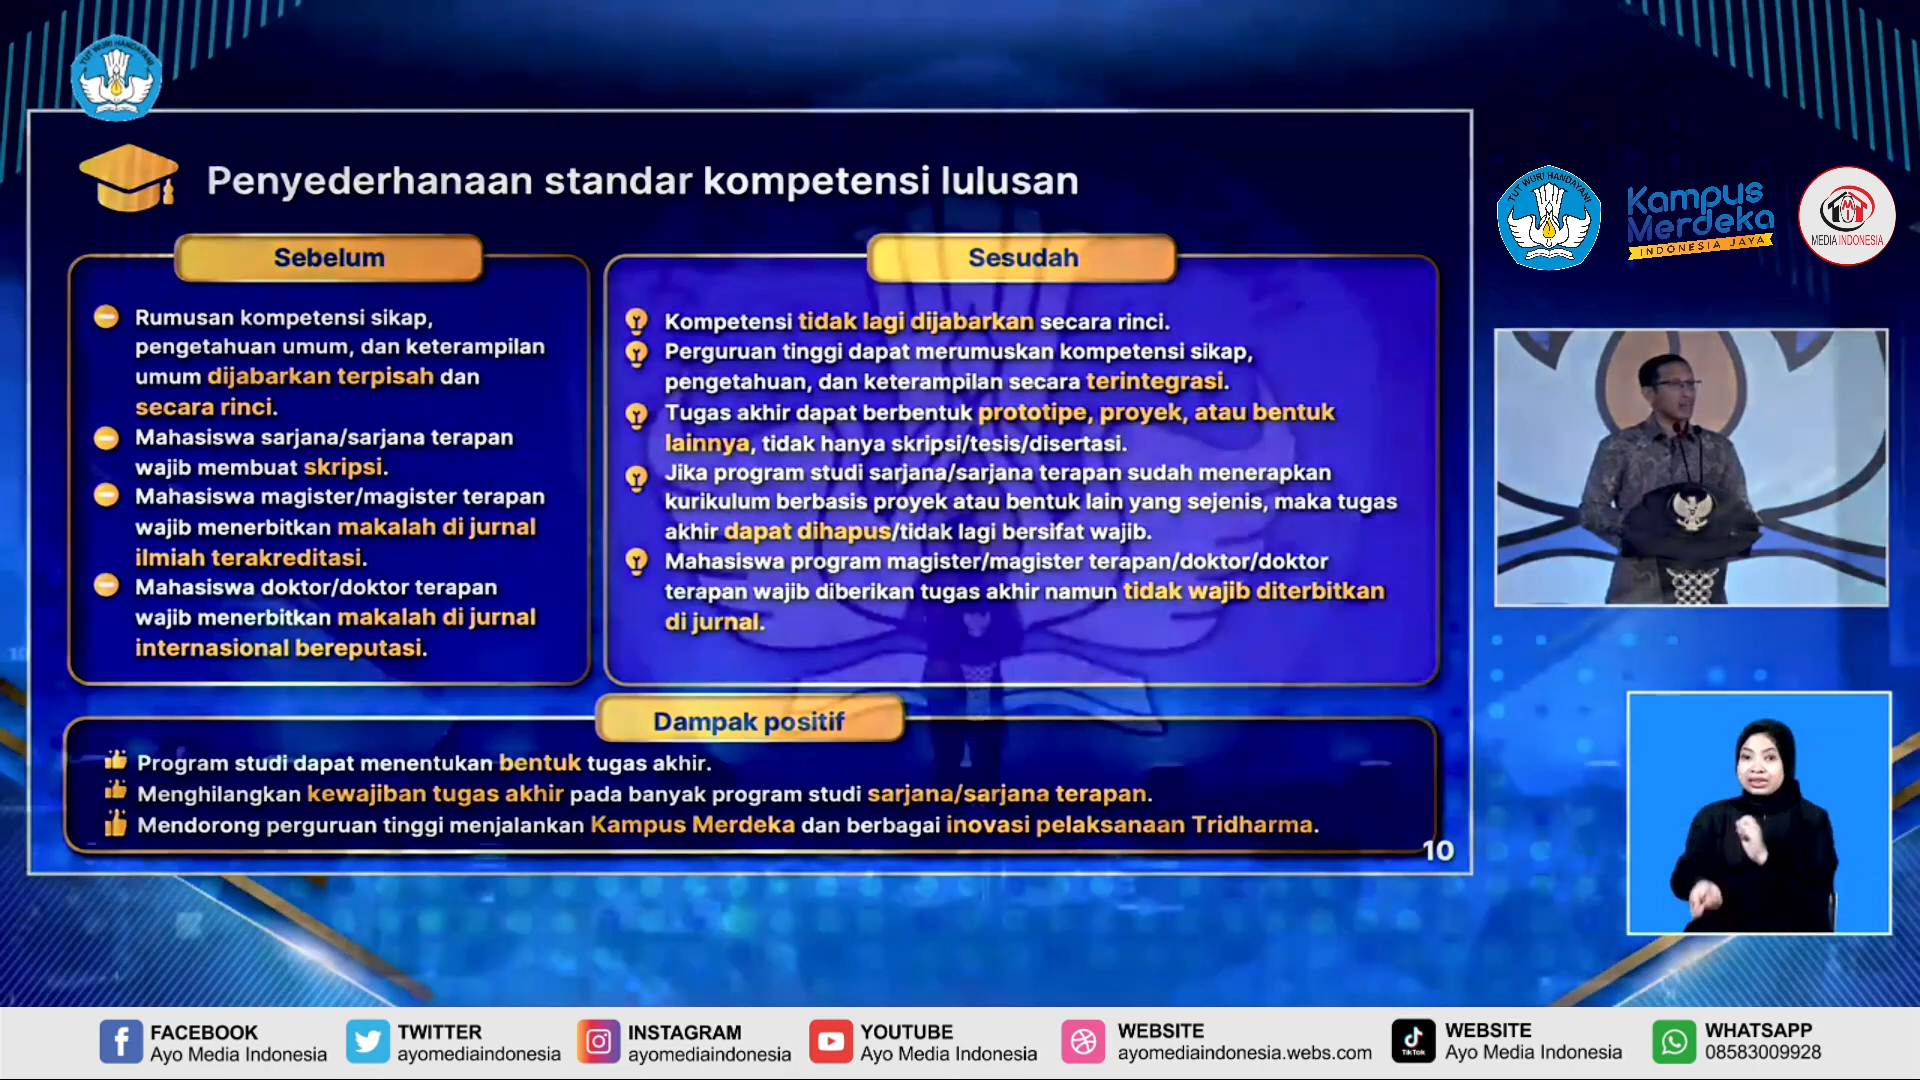 TUT WURI HANDAYANI
Penyederhanaan standar kompetensi lulusan
Sebelum
Rumusan kompetensi sikap,
pengetahuan umum, dan keterampilan
umum dijabarkan terpisah dan
secara rinci.
Mahasiswa sarjana/sarjana terapan
wajib membuat skripsi.
Mahasiswa magister/magister terapan
wajib menerbitkan makalah di jurnal
ilmiah terakreditasi.
Mahasiswa doktor/doktor terapan
wajib menerbitkan makalah di jurnal
internasional bereputasi.
Sesudah
Kompetensi tidak lagi dijabarkan secara rinci.
Perguruan tinggi dapat merumuskan kompetensi sikap,
pengetahuan, dan keterampilan secara terintegrasi.
Tugas akhir dapat berbentuk prototipe, proyek, atau bentuk
lainnya, tidak hanya skripsi/tesis/disertasi.
Jika program studi sarjana/sarjana terapan sudah menerapkan
kurikulum berbasis proyek atau bentuk lain yang sejenis, maka tugas
akhir dapat dihapus/tidak lagi bersifat wajib.
Mahasiswa program magister/magister terapan/doktor/doktor
terapan wajib diberikan tugas akhir namun tidak wajib diterbitkan
di jurnal.
Dampak positif
Program studi dapat menentukan bentuk tugas akhir.
Menghilangkan kewajiban tugas akhir pada banyak program studi sarjana/sarjana terapan.
Mendorong perguruan tinggi menjalankan Kampus Merdeka dan berbagai inovasi pelaksanaan Tridharma.
10
TUT WURI HANDAYANI
Kampus
Merdeka
INDONESIA JAYA
MEDIA INDONESIA
FACEBOOK
Ayo Media Indonesia
TWITTER
ayomediaindonesia
INSTAGRAM
ayomediaindonesia
YOUTUBE
Ayo Media Indonesia
WEBSITE
ayomediaindonesia.webs.com
TikTok
WEBSITE
Ayo Media Indonesia
WHATSAPP
08583009928